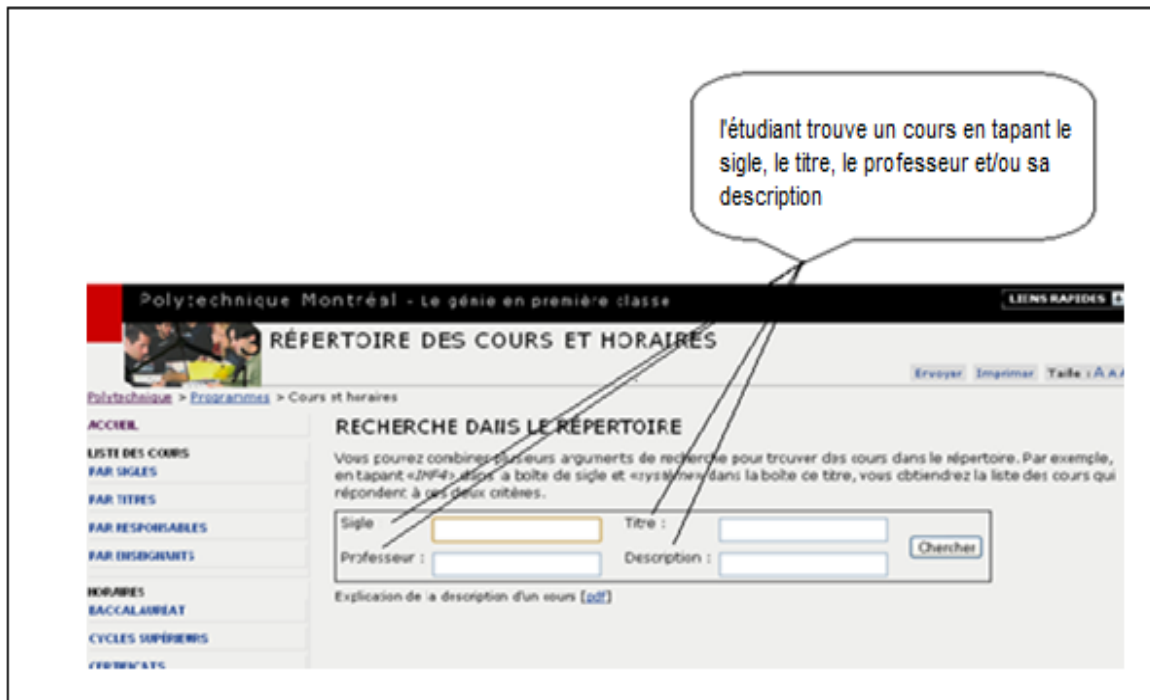 l'étudiant trouve un cours en tapant le
sigle, le titre, le professeur et/ou sa
description
Polytechnique Montréal - Le génie en première classe
LIENS RAPIDES
RÉPERTOIRE DES COURS ET HORAIRES
Envoyer Imprimer Taille : A A A
Polytechnique > Programmes > Cours et horaires
ACCUEIL
LISTE DES COURS
PAR SIGLES
PAR TITRES
PAR RESPONSABLES
PAR ENSEIGNANTS
HORAIRES
BACCALAURÉAT
CYCLES SUPÉRIEURS
CERTIFICATS
RECHERCHE DANS LE RÉPERTOIRE
Vous pouvez combiner plusieurs arguments de recherche pour trouver des cours dans le répertoire. Par exemple,
en tapant «INF4» dans la boîte de sigle et «système» dans la boîte de titre, vous obtiendrez la liste des cours qui
répondent à ces deux critères.
Sigle Titre :
Professeur : Description :
Chercher
Explication de la description d'un cours [pdf]